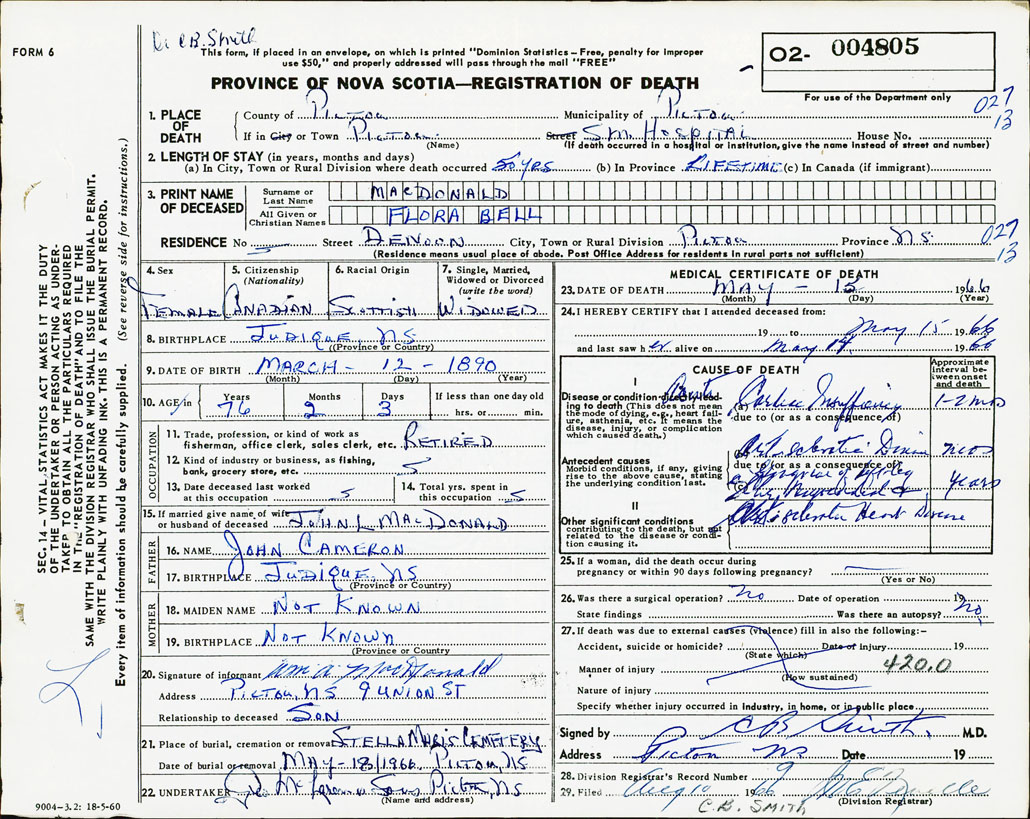 FORM 6
Dr CB. Smith
This form, if placed in an envelope, on which is printed "Dominion Statistics – Free, penalty for improper
use $50," and properly addressed will pass through the mail "FREE"
PROVINCE OF NOVA SCOTIA—REGISTRATION OF DEATH
O2- 004805
For use of the Department only
027
13
1. PLACE OF DEATH
County of Pictou Municipality of Pictou
If in City or Town Pictou Street SM. Hospital House No.
(Name) (If death occurred in a hospital or institution, give the name instead of street and number)
2. LENGTH OF STAY (in years, months and days)
(a) In City, Town or Rural Division where death occurred 50 yrs (b) In Province LIFETIME (c) In Canada (if immigrant)
3. PRINT NAME OF DECEASED
Surname or Last Name MACDONALD
All Given or Christian Names FLORA BELL
RESIDENCE No Street DENOON City, Town or Rural Division Pictou Province N.S.
027
13
(Residence means usual place of abode. Post Office Address for residents in rural parts not sufficient)
4. Sex
FEMALE
5. Citizenship
(Nationality)
CANADIAN
6. Racial Origin
SCOTTISH
7. Single, Married,
Widowed or Divorced
(write the word)
WIDOWED
8. BIRTHPLACE JUDIQUE, NS
(Province or Country)
9. DATE OF BIRTH MARCH – 12 – 1890
(Month) (Day) (Year)
10. AGE
Years 76
Months 2
Days 3
If less than one day old
hrs. or min.
OCCUPATION
11. Trade, profession, or kind of work as
fisherman, office clerk, sales clerk, etc. RETIRED
12. Kind of industry or business, as fishing,
bank, grocery store, etc.
13. Date deceased last worked
at this occupation
14. Total yrs. spent in
this occupation
15. If married give name of wife
or husband of deceased JOHN L MACDONALD
FATHER
16. NAME JOHN CAMERON
17. BIRTHPLACE JUDIQUE, NS
(Province or Country)
MOTHER
18. MAIDEN NAME NOT KNOWN
19. BIRTHPLACE NOT KNOWN
(Province or Country)
20. Signature of informant Wm A MacDonald
Address PICTOU, NS 9 UNION ST
Relationship to deceased SON
21. Place of burial, cremation or removal STELLA MARIS CEMETERY
Date of burial or removal MAY-18/1966, PICTOU, NS
22. UNDERTAKER Sons Pictou, NS
(Name and address)
MEDICAL CERTIFICATE OF DEATH
23. DATE OF DEATH MAY – 15 1966
(Month) (Day) (Year)
24. I HEREBY CERTIFY that I attended deceased from:
19 to May 15 1966
and last saw her alive on May 14 1966
CAUSE OF DEATH
Approximate
interval be-
tween onset
and death
I
Disease or condition directly lead-
ing to death (This does not mean
the mode of dying, e.g., heart fail-
ure, asthenia, etc. It means the
disease, injury, or complication
which caused death.)
(a) Cardiac Insufficiency 1-2 mos
due to (or as a consequence of)
Antecedent causes
Morbid conditions, if any, giving
rise to the above cause, stating
the underlying condition last.
(b)
due to (or as a consequence of)
(c) years
II
Other significant conditions
contributing to the death, but not
related to the disease or condi-
tion causing it.
Heart Disease
25. If a woman, did the death occur during
pregnancy or within 90 days following pregnancy?
(Yes or No)
26. Was there a surgical operation? no Date of operation 19
State findings Was there an autopsy? no
27. If death was due to external causes (violence) fill in also the following:–
Accident, suicide or homicide? Date of injury 19
(State which)
Manner of injury 420.0
(How sustained)
Nature of injury
Specify whether injury occurred in industry, in home, or in public place.
Signed by CB Smith M.D.
Address Pictou NS Date 19
28. Division Registrar's Record Number 9
29. Filed Aug 10 1966
(Division Registrar)
C.B. SMITH
SEC. 14 VITAL STATISTICS ACT MAKES IT THE DUTY
OF THE UNDERTAKER OR PERSON ACTING AS UNDER-
TAKER TO OBTAIN ALL THE PARTICULARS REQUIRED
IN THE "REGISTRATION OF DEATH" AND TO FILE THE
SAME WITH THE DIVISION REGISTRAR WHO SHALL ISSUE THE BURIAL PERMIT.
WRITE PLAINLY WITH UNFADING INK. THIS IS A PERMANENT RECORD.
Every item of information should be carefully supplied. (See reverse side for instructions.)
9004–3.2: 18-5-60